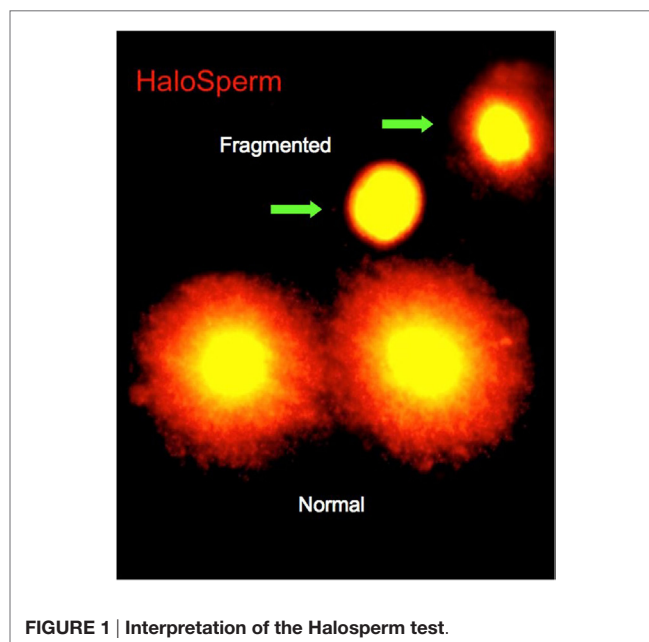 HaloSperm
Fragmented
Normal
FIGURE 1 | Interpretation of the Halosperm test.